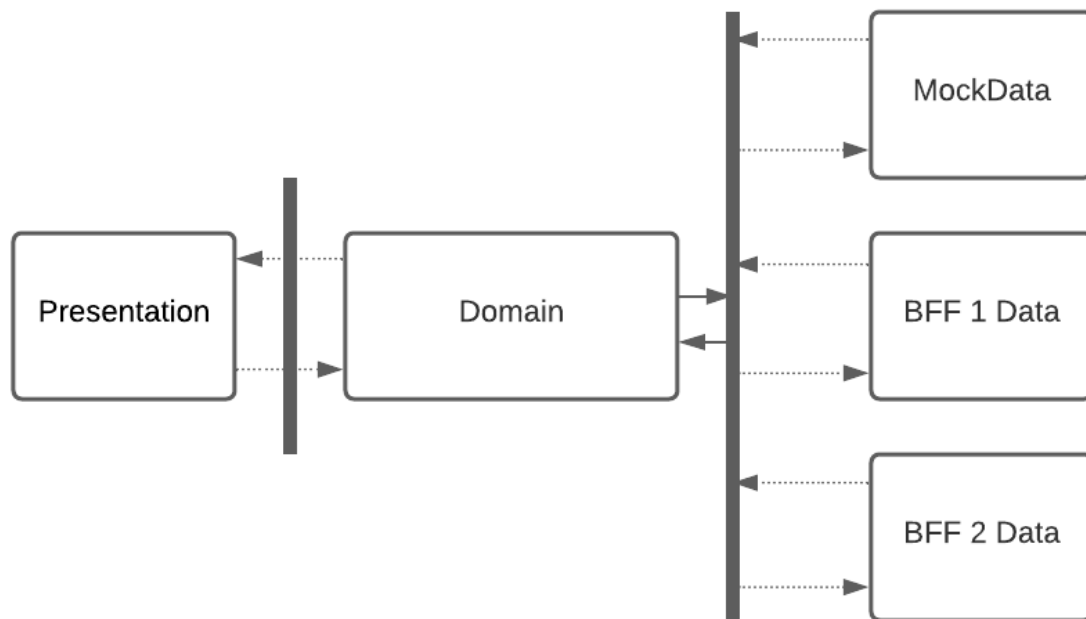 MockData
Presentation
Domain
BFF 1 Data
BFF 2 Data